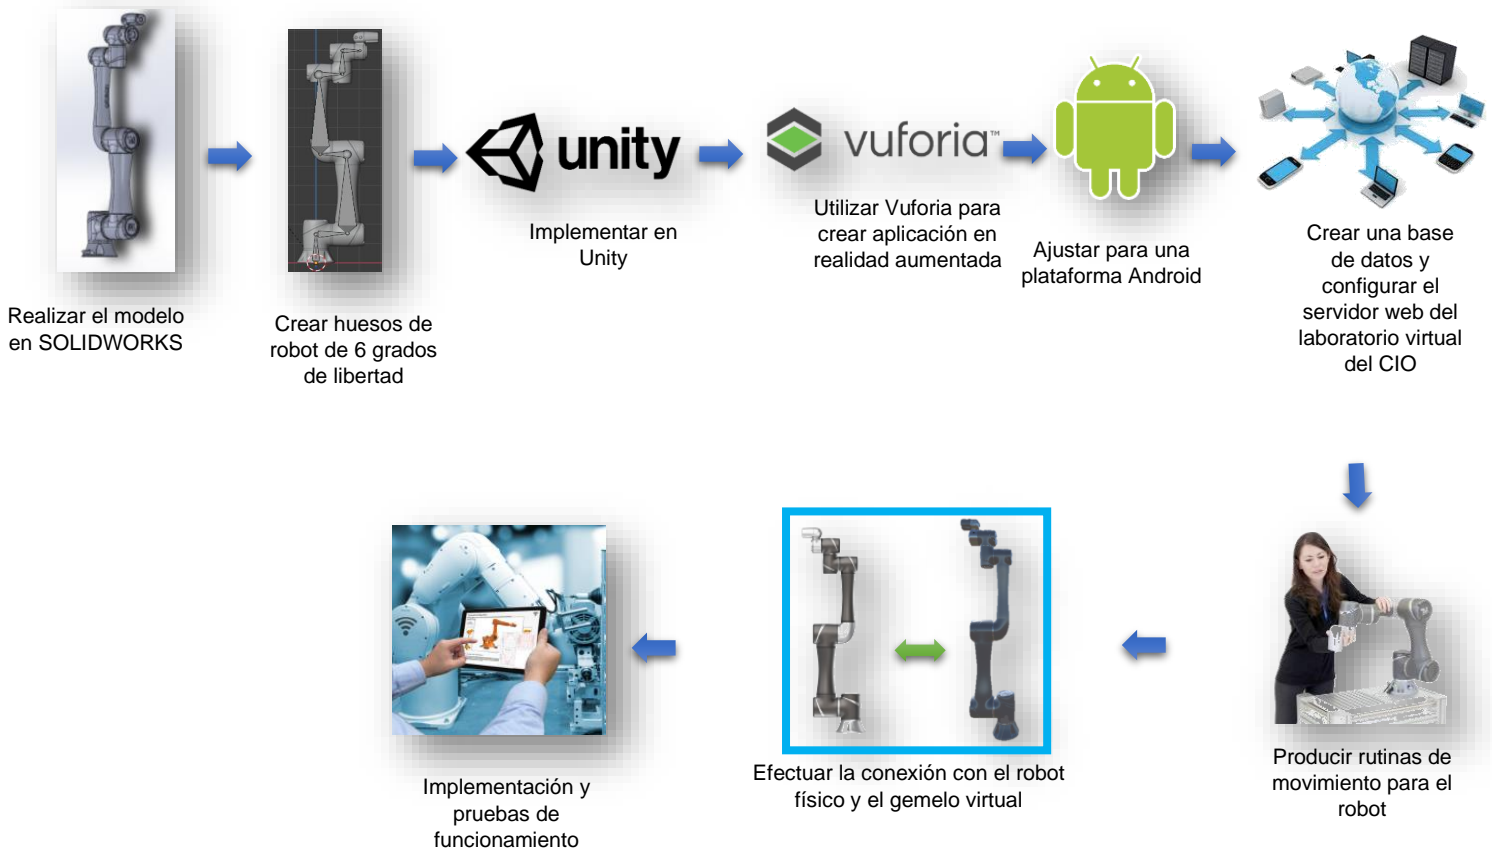 Realizar el modelo
en SOLIDWORKS
Crear huesos de
robot de 6 grados
de libertad
unity
Implementar en
Unity
vuforia™
Utilizar Vuforia para
crear aplicación en
realidad aumentada
Ajustar para una
plataforma Android
Crear una base
de datos y
configurar el
servidor web del
laboratorio virtual
del CIO
Producir rutinas de
movimiento para el
robot
Efectuar la conexión con el robot
físico y el gemelo virtual
Implementación y
pruebas de
funcionamiento